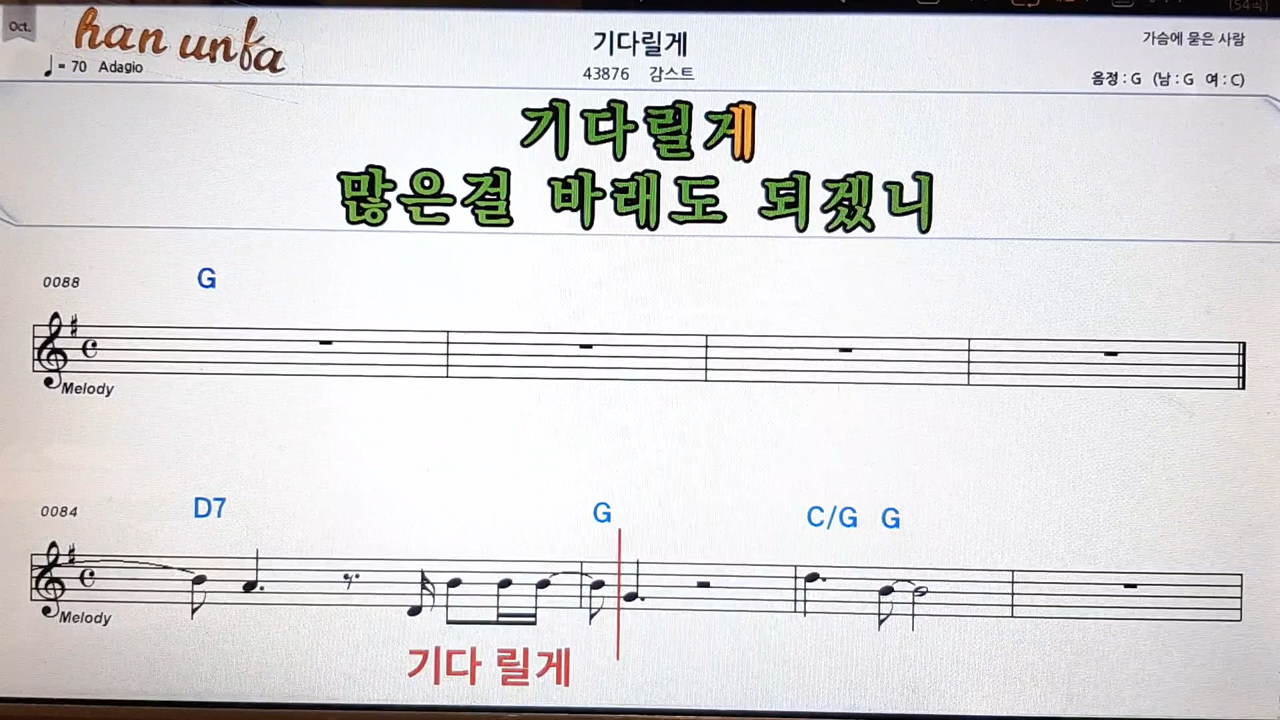 Oct.
han unfa
= 70 Adagio
기다릴게
43876 감스트
가슴에 묻은 사람
음정 : G (남 : G 여 : C)
기다릴게
많은걸 바래도 되겠니
0088 G
Melody
0084 D7 G C/G G
Melody
기다 릴게